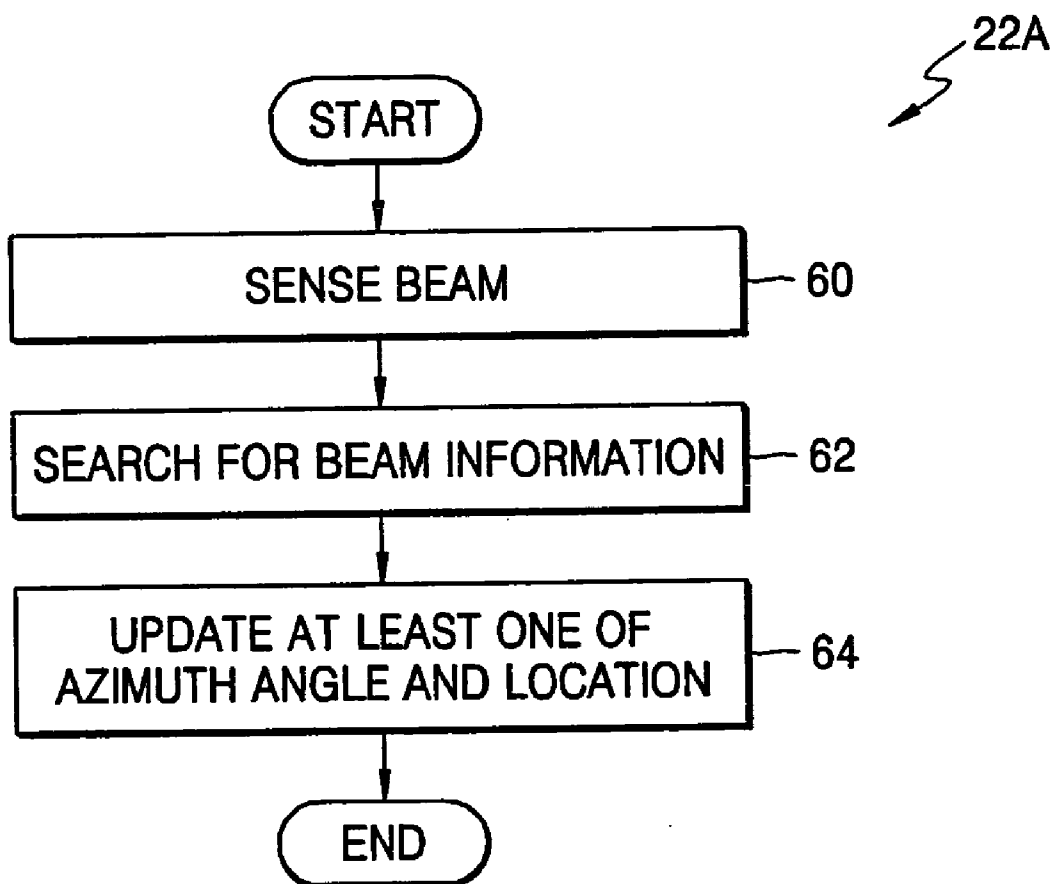 22A
START
SENSE BEAM
60
SEARCH FOR BEAM INFORMATION
62
UPDATE AT LEAST ONE OF
AZIMUTH ANGLE AND LOCATION
64
END